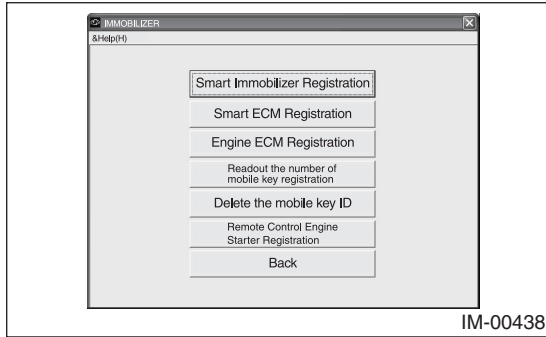 IMMOBILIZER
&Help(H)
Smart Immobilizer Registration
Smart ECM Registration
Engine ECM Registration
Readout the number of
mobile key registration
Delete the mobile key ID
Remote Control Engine
Starter Registration
Back
IM-00438